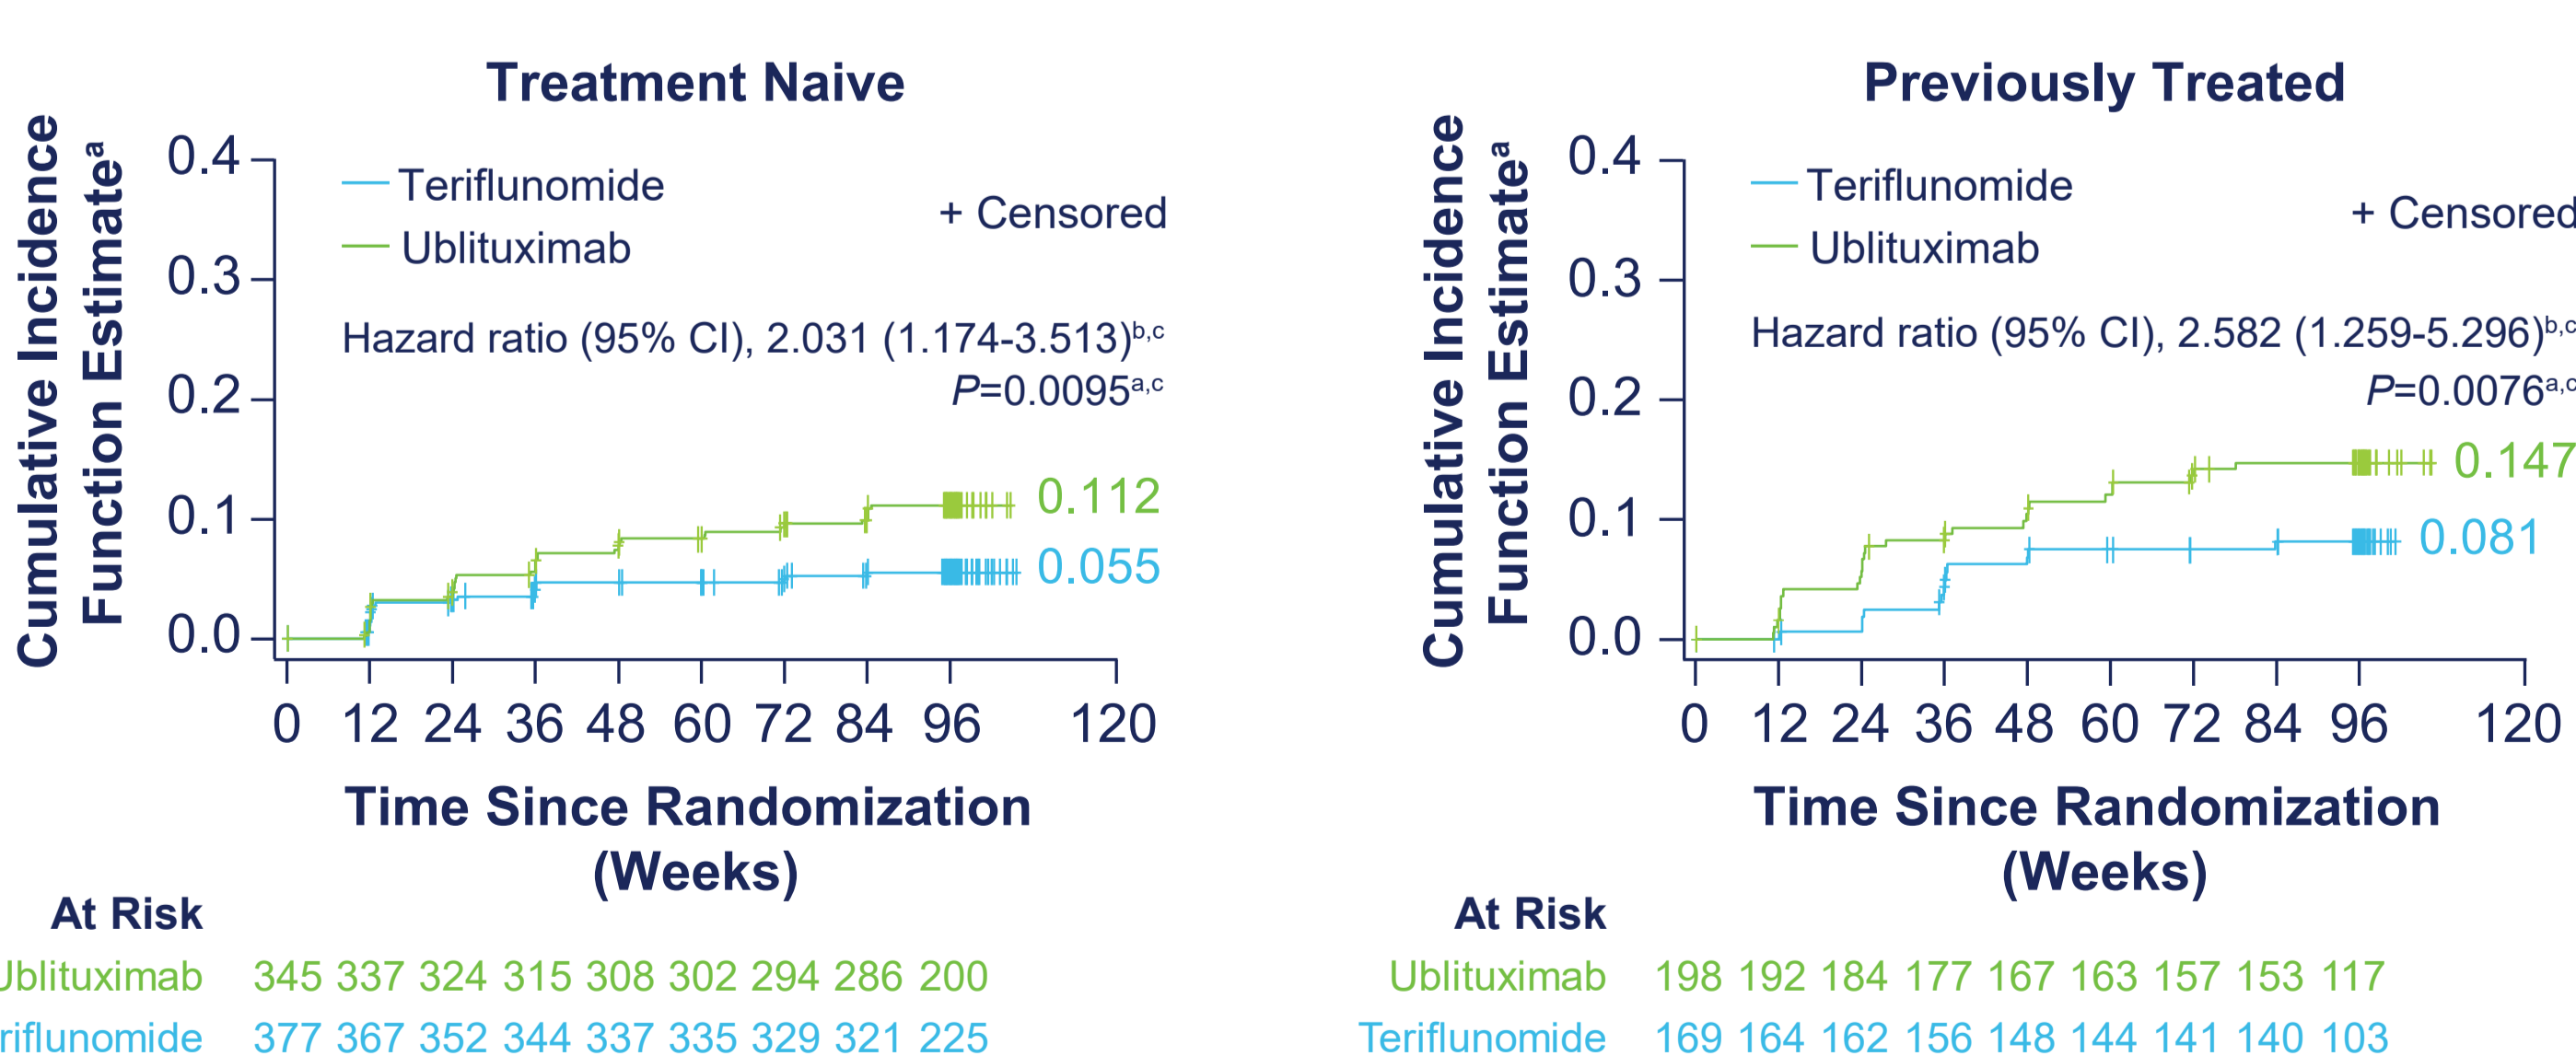 Treatment Naive
Cumulative Incidence
Function Estimateᵃ
0.4
0.3
0.2
0.1
0.0
Teriflunomide
Ublituximab
+ Censored
Hazard ratio (95% CI), 2.031 (1.174-3.513)ᵇ,ᶜ
P=0.0095ᵃ,ᶜ
0.112
0.055
0 12 24 36 48 60 72 84 96 120
Time Since Randomization
(Weeks)
At Risk
Ublituximab 345 337 324 315 308 302 294 286 200
riflunomide 377 367 352 344 337 335 329 321 225
Previously Treated
Cumulative Incidence
Function Estimateᵃ
0.4
0.3
0.2
0.1
0.0
Teriflunomide
Ublituximab
+ Censored
Hazard ratio (95% CI), 2.582 (1.259-5.296)ᵇ,ᶜ
P=0.0076ᵃ,ᶜ
0.147
0.081
0 12 24 36 48 60 72 84 96 120
Time Since Randomization
(Weeks)
At Risk
Ublituximab 198 192 184 177 167 163 157 153 117
Teriflunomide 169 164 162 156 148 144 141 140 103